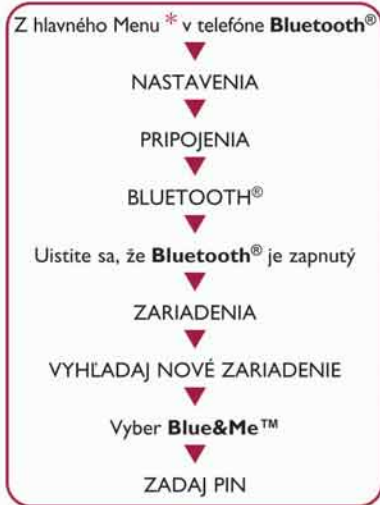 Z hlavného Menu * v telefóne Bluetooth®
NASTAVENIA
PRIPOJENIA
BLUETOOTH®
Uistite sa, že Bluetooth® je zapnutý
ZARIADENIA
VYHĽADAJ NOVÉ ZARIADENIE
Vyber Blue&Me™
ZADAJ PIN